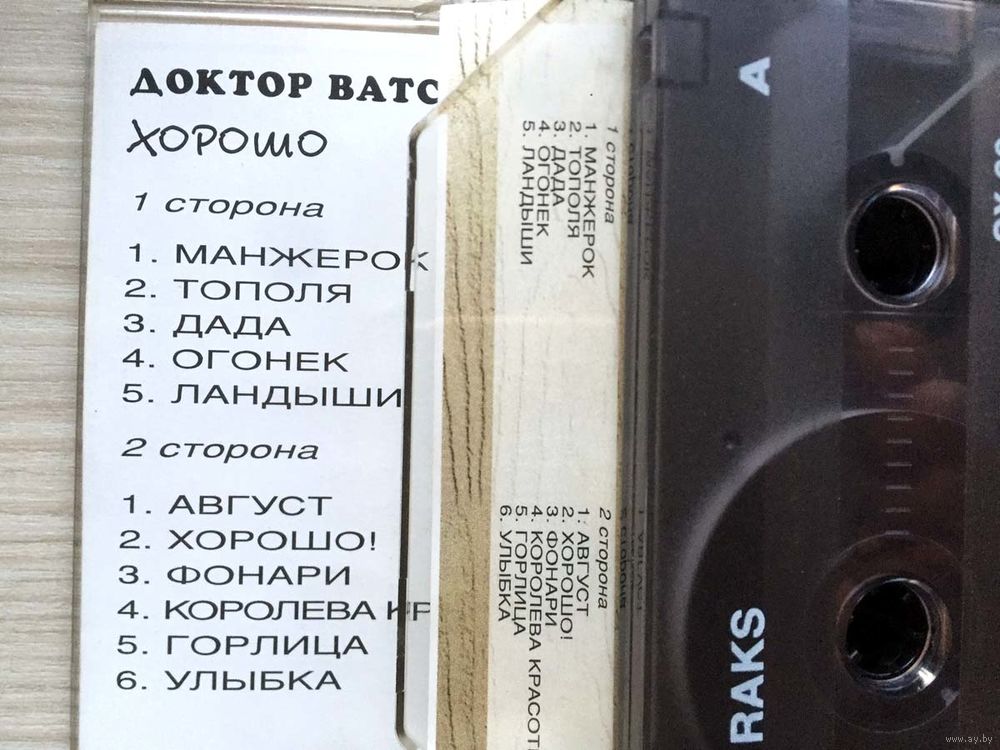 ДОКТОР ВАТС
ХОРОШО
1 сторона
1. МАНЖЕРОК
2. ТОПОЛЯ
3. ДАДА
4. ОГОНЕК
5. ЛАНДЫШИ
2 сторона
1. АВГУСТ
2. ХОРОШО!
3. ФОНАРИ
4. КОРОЛЕВА КР
5. ГОРЛИЦА
6. УЛЫБКА
1 сторона
1. МАНЖЕРОК
2. ТОПОЛЯ
3. ДАДА
4. ОГОНЕК
5. ЛАНДЫШИ
2 сторона
1. АВГУСТ
2. ХОРОШО!
3. ФОНАРИ
4. КОРОЛЕВА КРАСОТ
5. ГОРЛИЦА
6. УЛЫБКА
A
RAKS
www.ay.by